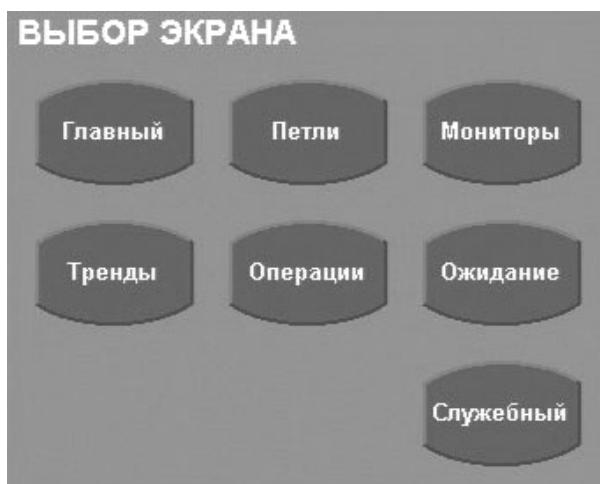 ВЫБОР ЭКРАНА
Главный Петли Мониторы
Тренды Операции Ожидание
Служебный